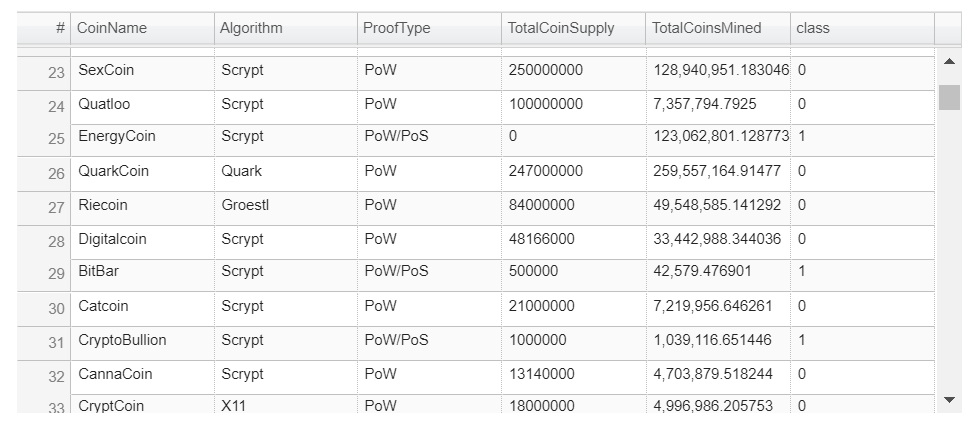 # CoinName Algorithm ProofType TotalCoinSupply TotalCoinsMined class
23 SexCoin Scrypt PoW 250000000 128,940,951.183046 0
24 Quatloo Scrypt PoW 100000000 7,357,794.7925 0
25 EnergyCoin Scrypt PoW/PoS 0 123,062,801.128773 1
26 QuarkCoin Quark PoW 247000000 259,557,164.91477 0
27 Riecoin Groestl PoW 84000000 49,548,585.141292 0
28 Digitalcoin Scrypt PoW 48166000 33,442,988.344036 0
29 BitBar Scrypt PoW/PoS 500000 42,579.476901 1
30 Catcoin Scrypt PoW 21000000 7,219,956.646261 0
31 CryptoBullion Scrypt PoW/PoS 1000000 1,039,116.651446 1
32 CannaCoin Scrypt PoW 13140000 4,703,879.518244 0
33 CryptCoin X11 PoW 18000000 4,996,986.205753 0